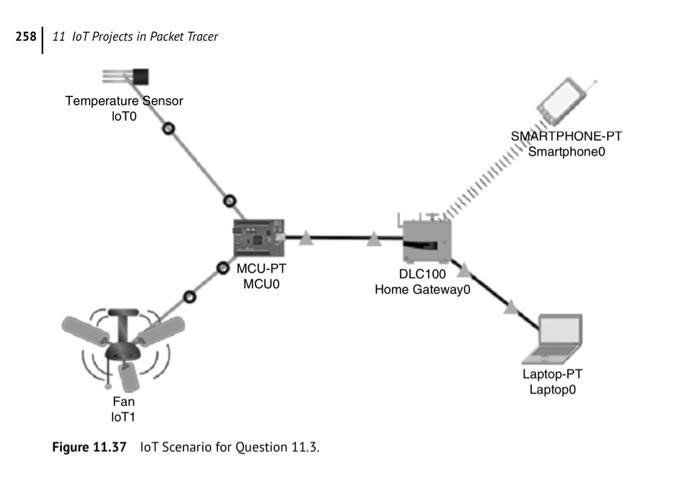 258 11 IoT Projects in Packet Tracer
Temperature Sensor
IoT0
SMARTPHONE-PT
Smartphone0
MCU-PT
MCU0
DLC100
Home Gateway0
Laptop-PT
Laptop0
Fan
IoT1
Figure 11.37 IoT Scenario for Question 11.3.